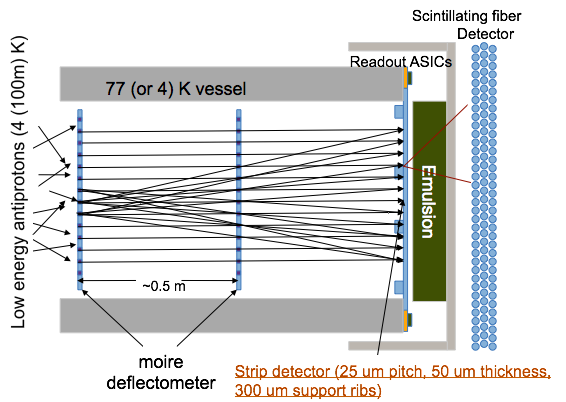 Scintillating fiber
Detector
Readout ASICs
77 (or 4) K vessel
Low energy antiprotons (4 (100m) K)
Emulsion
~0.5 m
moire
deflectometer
Strip detector (25 um pitch, 50 um thickness,
300 um support ribs)